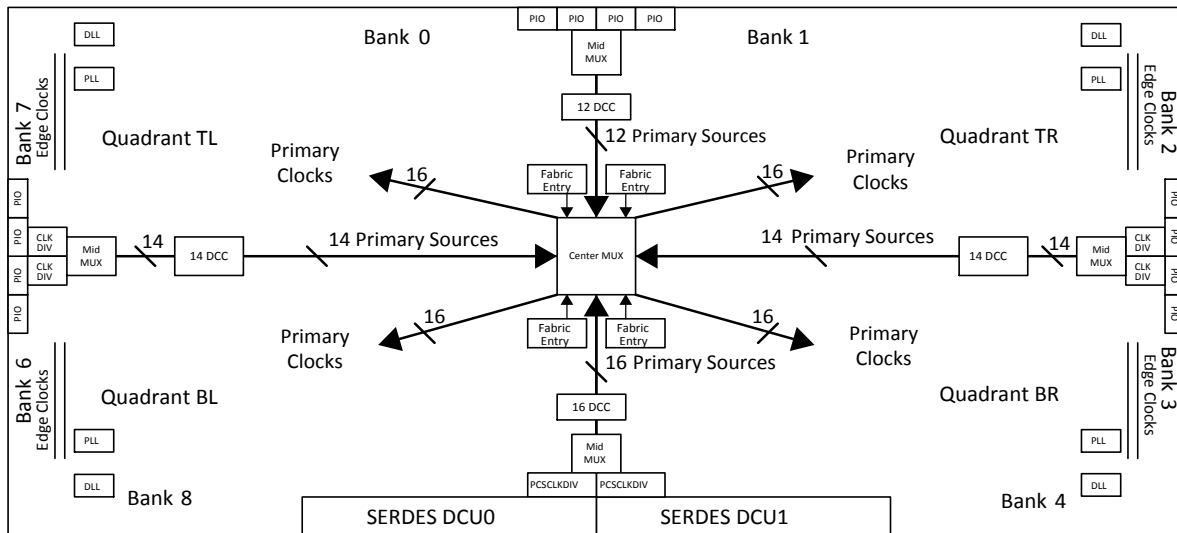 PIO PIO PIO PIO
DLL
Bank 0
Mid
MUX
Bank 1
DLL
PLL
PLL
Bank 7
Edge Clocks
12 DCC
Bank 2
Edge Clocks
Quadrant TL
12 Primary Sources
Quadrant TR
Primary
Clocks
16
Fabric
Entry
Fabric
Entry
16
Primary
Clocks
PIO
PIO
PIO
PIO
CLK
DIV
CLK
DIV
Mid
MUX
14
14 DCC
14 Primary Sources
Center MUX
14 Primary Sources
14 DCC
14
Mid
MUX
CLK
DIV
CLK
DIV
PIO
PIO
PIO
PIO
Primary
Clocks
16
Fabric
Entry
Fabric
Entry
16
Primary
Clocks
16 Primary Sources
Bank 6
Edge Clocks
Quadrant BL
16 DCC
Quadrant BR
Bank 3
Edge Clocks
PLL
Mid
MUX
PLL
DLL
PCSCLKDIV PCSCLKDIV
DLL
Bank 8
Bank 4
SERDES DCU0 SERDES DCU1